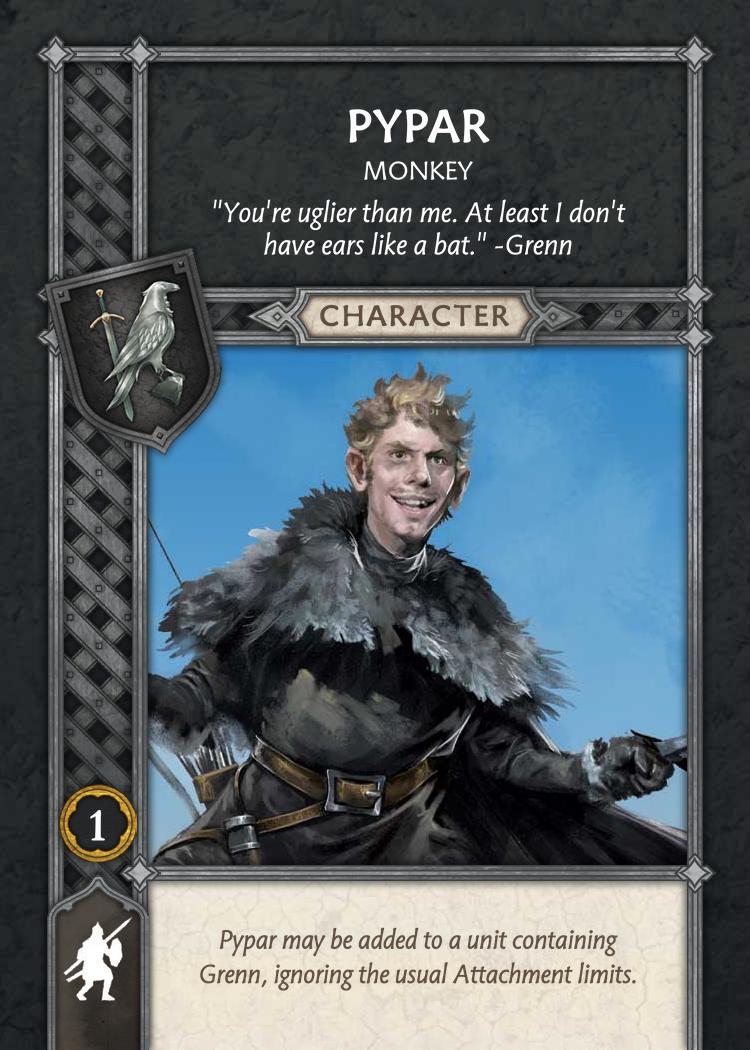 PYPAR
MONKEY
"You're uglier than me. At least I don't
have ears like a bat." -Grenn
CHARACTER
1
Pypar may be added to a unit containing
Grenn, ignoring the usual Attachment limits.